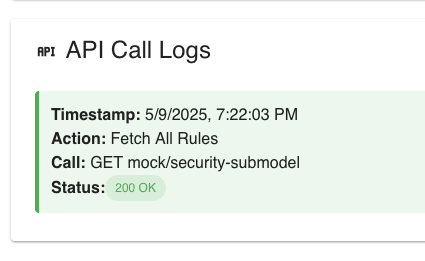 API API Call Logs
Timestamp: 5/9/2025, 7:22:03 PM
Action: Fetch All Rules
Call: GET mock/security-submodel
Status: 200 OK